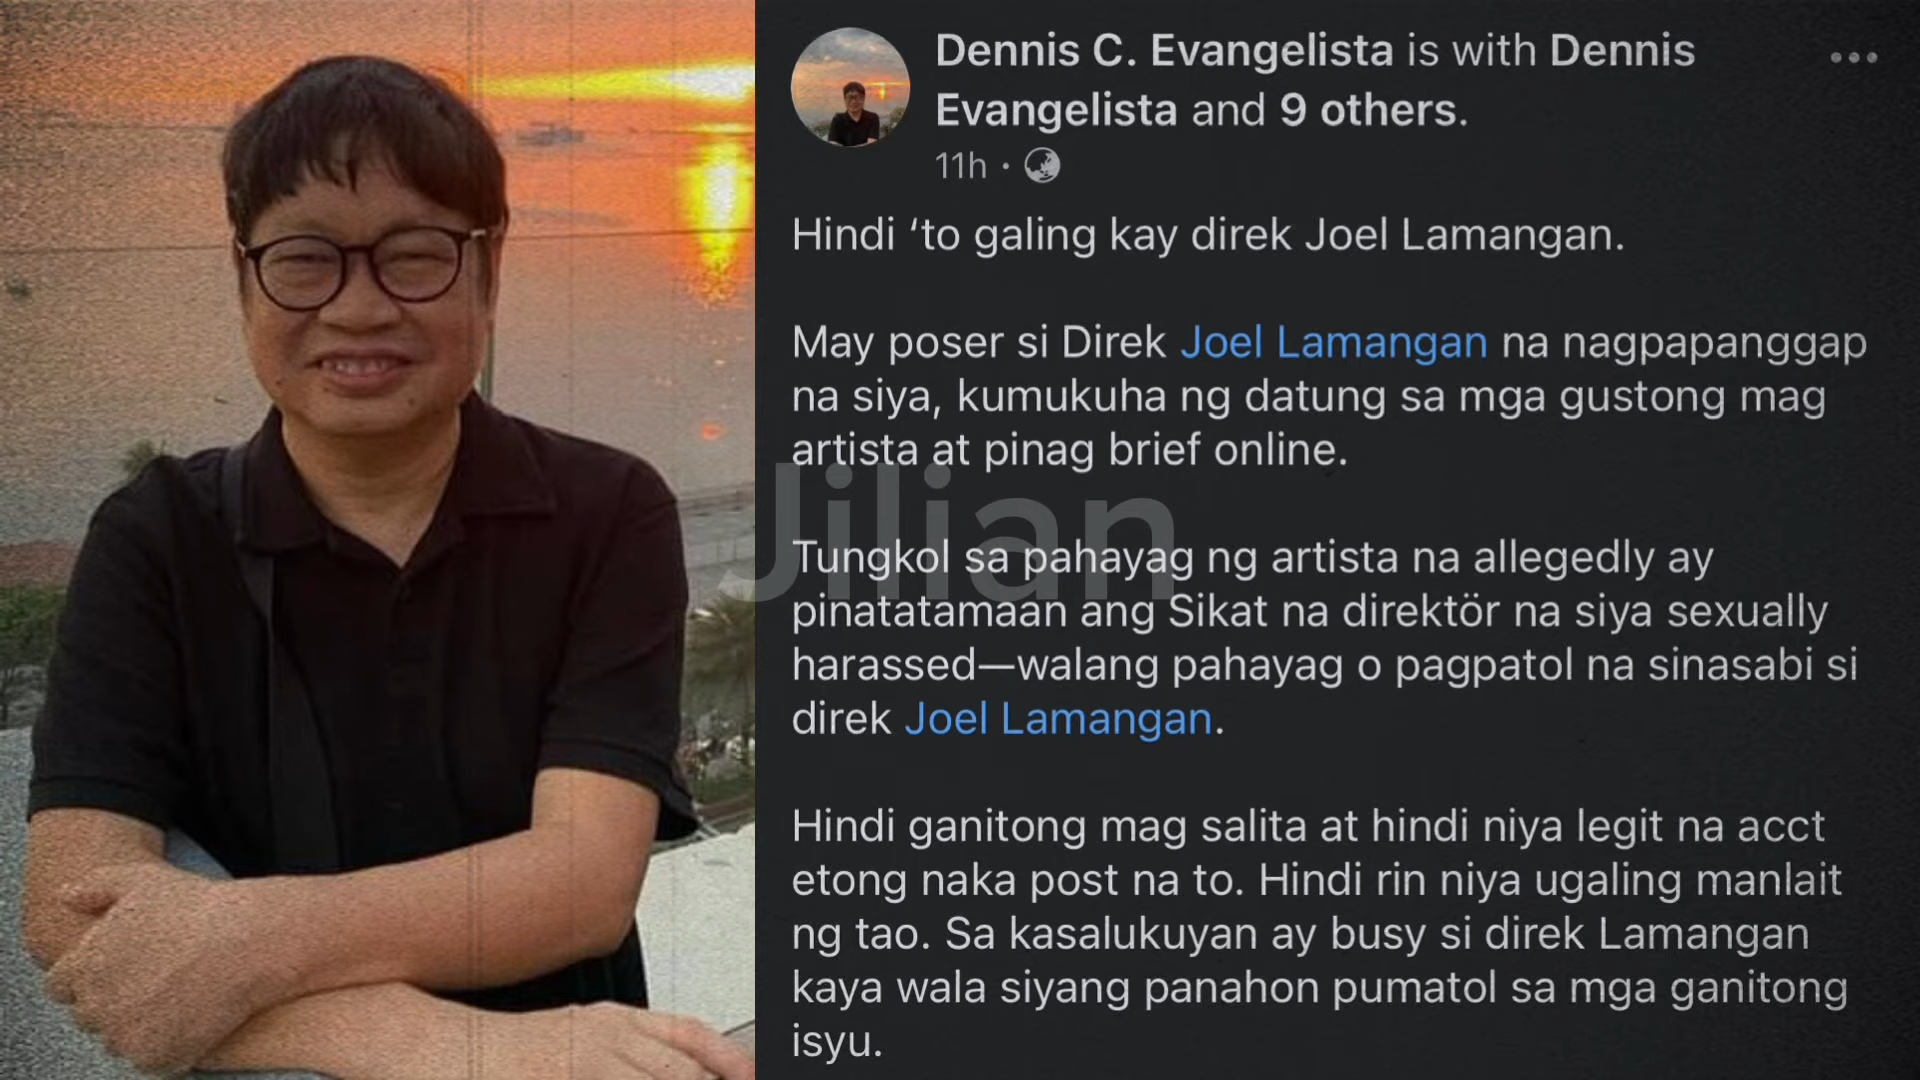 Dennis C. Evangelista is with Dennis
Evangelista and 9 others.
11h ·
Hindi ‘to galing kay direk Joel Lamangan.
May poser si Direk Joel Lamangan na nagpapanggap
na siya, kumukuha ng datung sa mga gustong mag
artista at pinag brief online.
Jilian
Tungkol sa pahayag ng artista na allegedly ay
pinatatamaan ang Sikat na direktör na siya sexually
harassed—walang pahayag o pagpatol na sinasabi si
direk Joel Lamangan.
Hindi ganitong mag salita at hindi niya legit na acct
etong naka post na to. Hindi rin niya ugaling manlait
ng tao. Sa kasalukuyan ay busy si direk Lamangan
kaya wala siyang panahon pumatol sa mga ganitong
isyu.